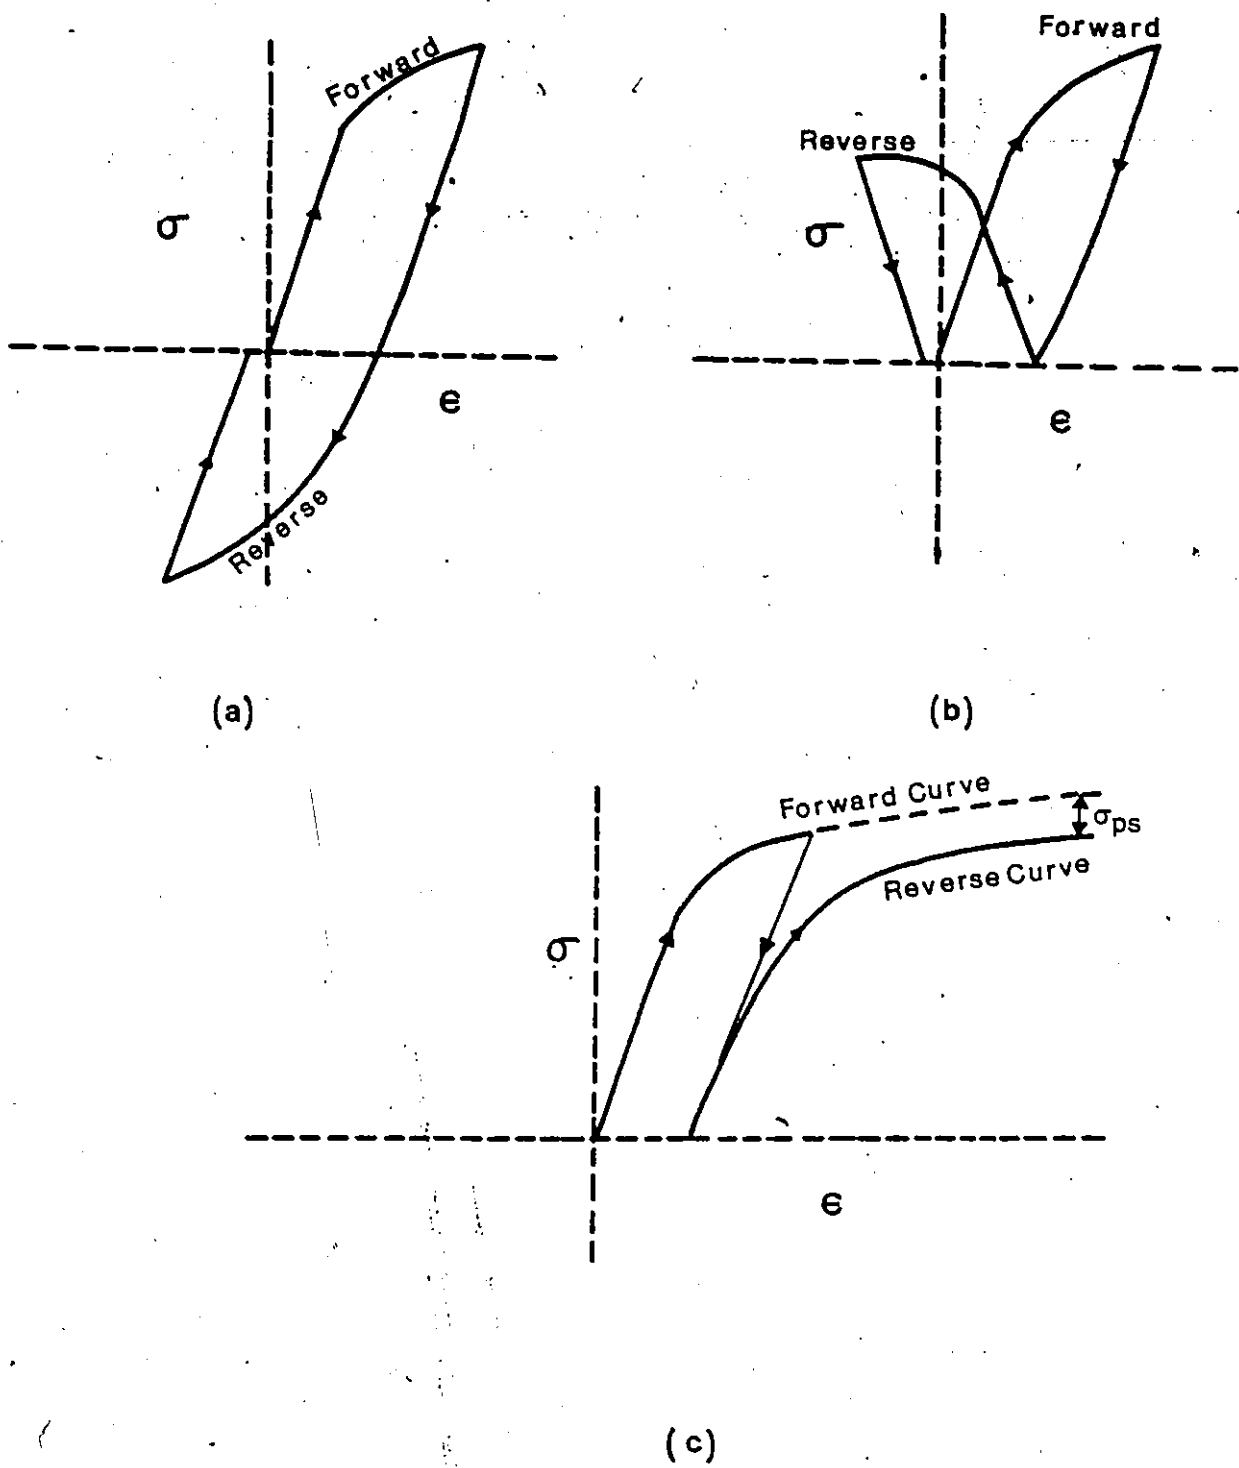 Forward
σ
ϵ
Reverse
(a)
Forward
Reverse
σ
ϵ
(b)
Forward Curve
σps
Reverse Curve
σ
ϵ
(c)